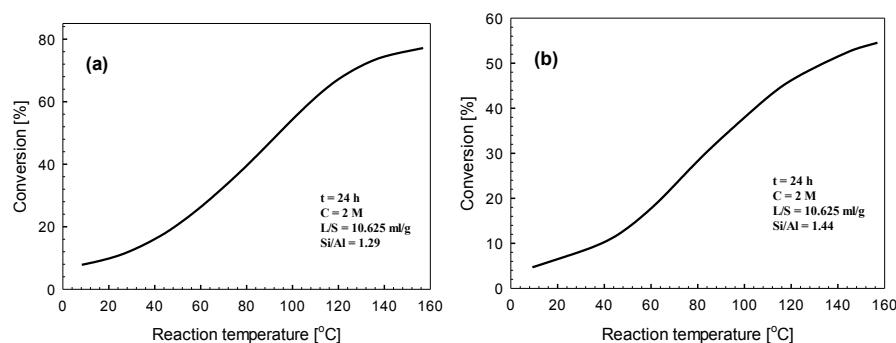 (a)
Conversion [%]
80
60
40
20
0
t = 24 h
C = 2 M
L/S = 10.625 ml/g
Si/Al = 1.29
0 20 40 60 80 100 120 140 160
Reaction temperature [°C]
(b)
Conversion [%]
60
50
40
30
20
10
0
t = 24 h
C = 2 M
L/S = 10.625 ml/g
Si/Al = 1.44
0 20 40 60 80 100 120 140 160
Reaction temperature [°C]